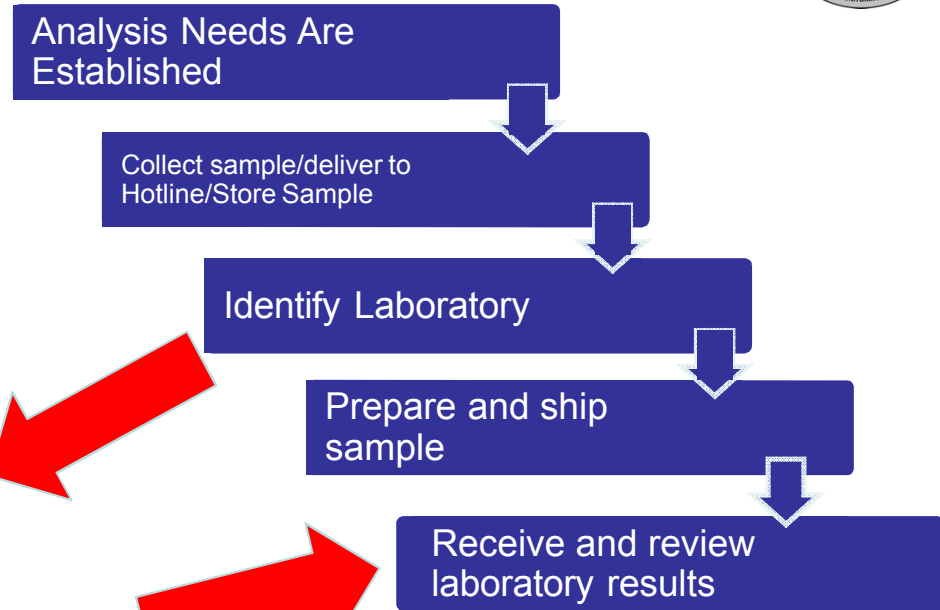 Analysis Needs Are
Established
Collect sample/deliver to
Hotline/Store Sample
Identify Laboratory
Prepare and ship
sample
Receive and review
laboratory results